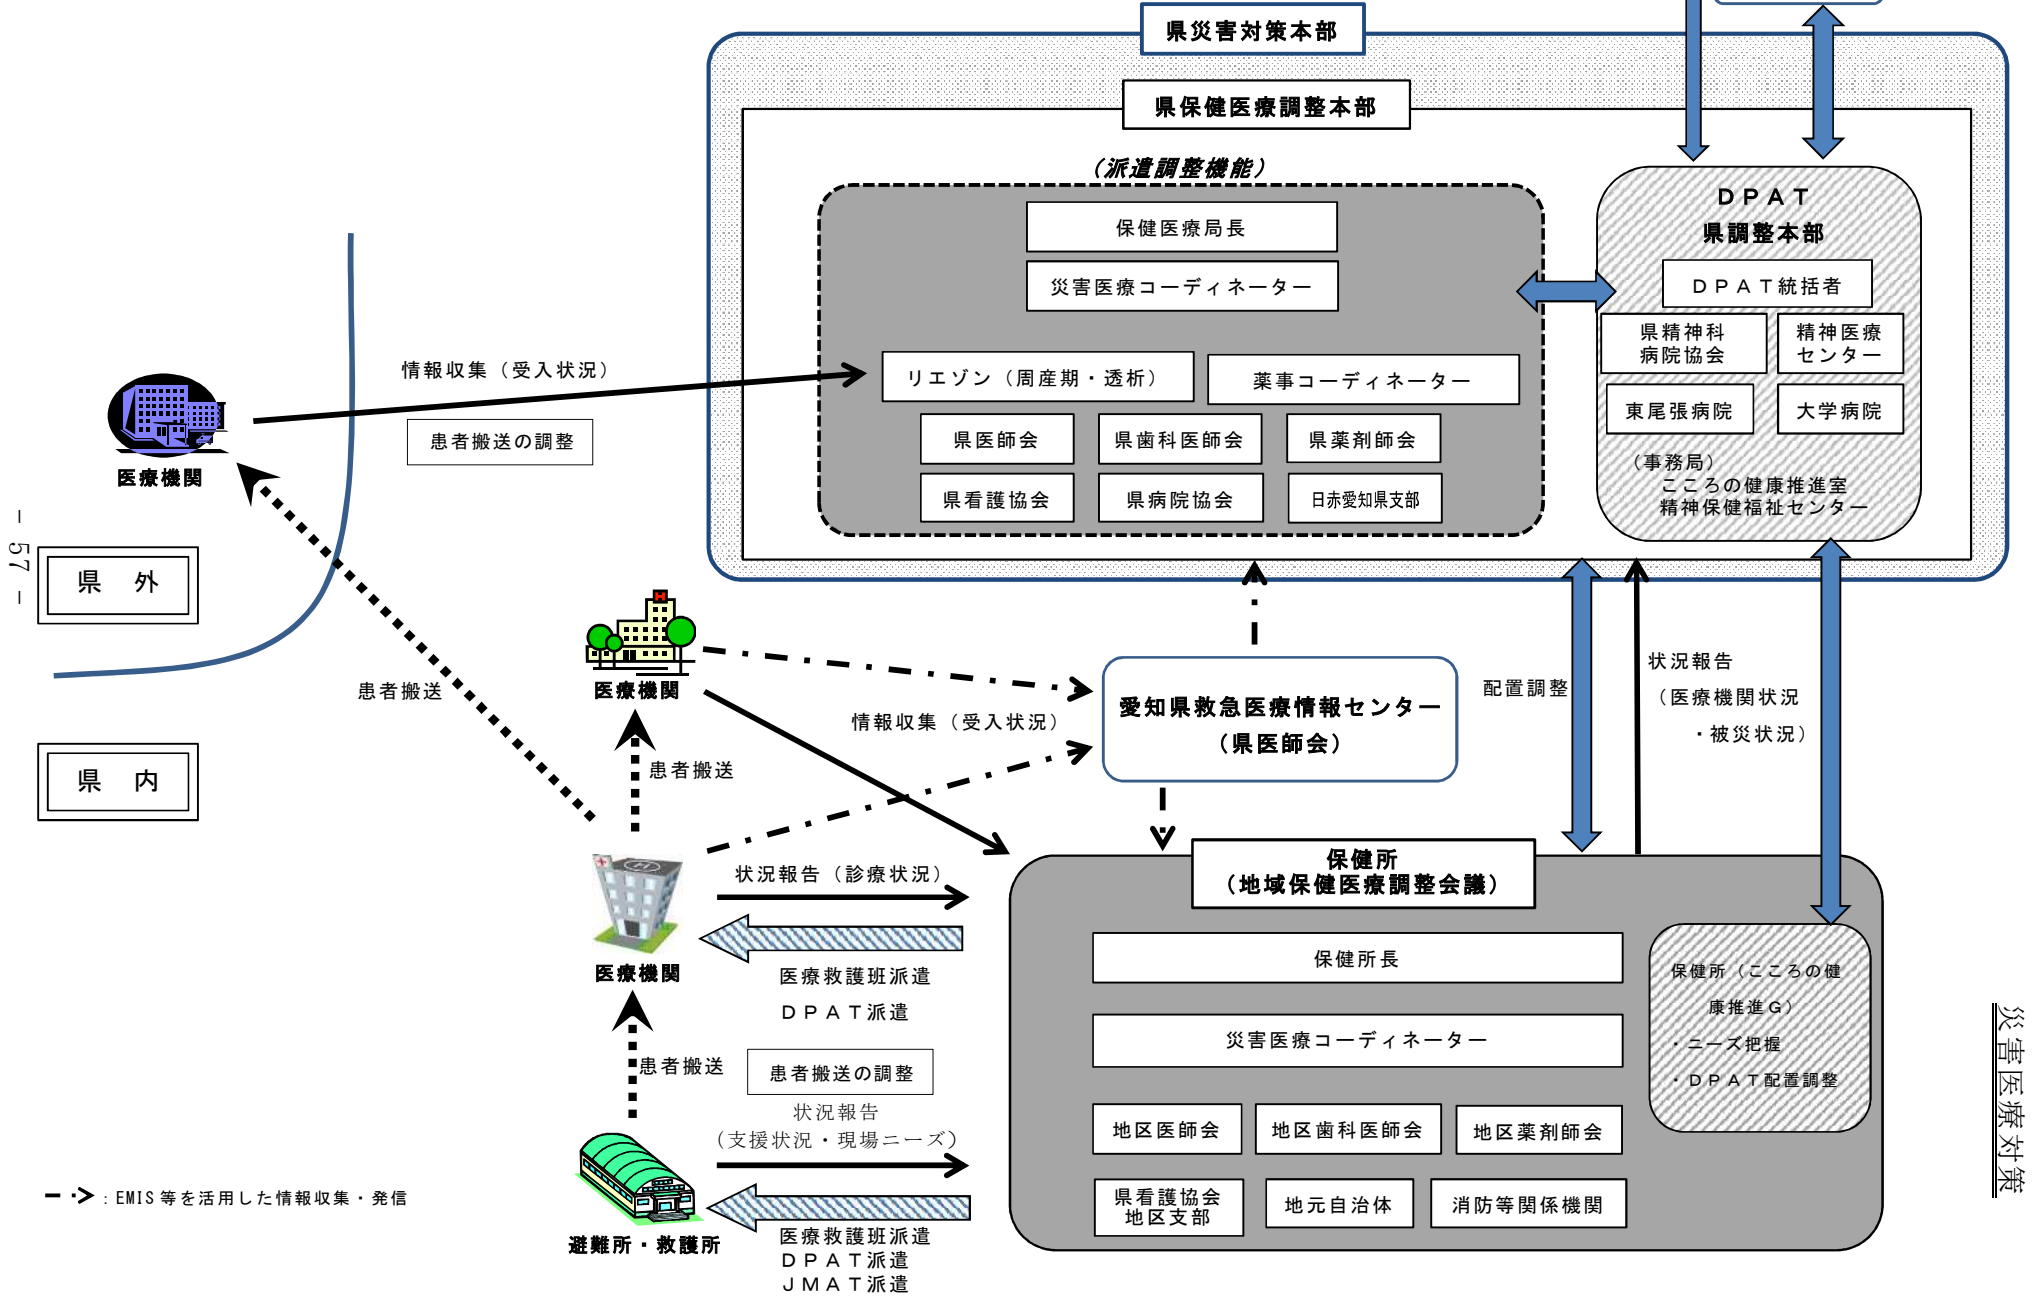 県災害対策本部
県保健医療調整本部
（派遣調整機能）
保健医療局長
災害医療コーディネーター
リエゾン（周産期・透析）
薬事コーディネーター
県医師会
県歯科医師会
県薬剤師会
県看護協会
県病院協会
日赤愛知県支部
ＤＰＡＴ
県調整本部
ＤＰＡＴ統括者
県精神科
病院協会
精神医療
センター
東尾張病院
大学病院
（事務局）
こころの健康推進室
精神保健福祉センター
情報収集（受入状況）
患者搬送の調整
医療機関
－ 57 －
県　外
県　内
患者搬送
医療機関
情報収集（受入状況）
患者搬送
愛知県救急医療情報センター
（県医師会）
配置調整
状況報告
（医療機関状況
・被災状況）
医療機関
状況報告（診療状況）
医療救護班派遣
ＤＰＡＴ派遣
患者搬送
患者搬送の調整
状況報告
（支援状況・現場ニーズ）
避難所・救護所
医療救護班派遣
ＤＰＡＴ派遣
ＪＭＡＴ派遣
保健所
（地域保健医療調整会議）
保健所長
災害医療コーディネーター
地区医師会
地区歯科医師会
地区薬剤師会
県看護協会
地区支部
地元自治体
消防等関係機関
保健所（こころの健
康推進Ｇ）
・ニーズ把握
・ＤＰＡＴ配置調整
：EMIS 等を活用した情報収集・発信
災害医療対策